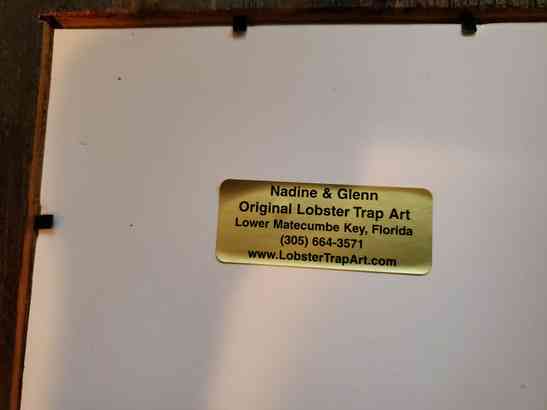 Nadine & Glenn
Original Lobster Trap Art
Lower Matecumbe Key, Florida
(305) 664-3571
www.LobsterTrapArt.com